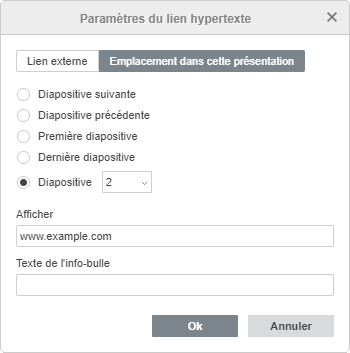 Paramètres du lien hypertexte
Lien externe
Emplacement dans cette présentation
Diapositive suivante
Diapositive précédente
Première diapositive
Dernière diapositive
Diapositive 2
Afficher
www.example.com
Texte de l'info-bulle
Ok
Annuler